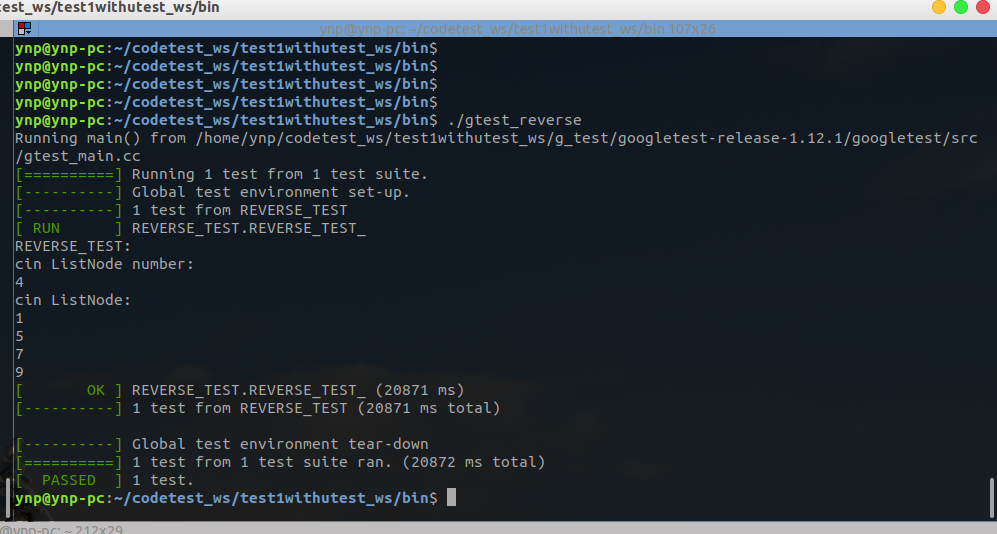 est_ws/test1withutest_ws/bin
ynp@ynp-pc: ~/codetest_ws/test1withutest_ws/bin 107x26
ynp@ynp-pc:~/codetest_ws/test1withutest_ws/bin$
ynp@ynp-pc:~/codetest_ws/test1withutest_ws/bin$
ynp@ynp-pc:~/codetest_ws/test1withutest_ws/bin$
ynp@ynp-pc:~/codetest_ws/test1withutest_ws/bin$
ynp@ynp-pc:~/codetest_ws/test1withutest_ws/bin$ ./gtest_reverse
Running main() from /home/ynp/codetest_ws/test1withutest_ws/g_test/googletest-release-1.12.1/googletest/src
/gtest_main.cc
[==========] Running 1 test from 1 test suite.
[----------] Global test environment set-up.
[----------] 1 test from REVERSE_TEST
[ RUN      ] REVERSE_TEST.REVERSE_TEST_
REVERSE_TEST:
cin ListNode number:
4
cin ListNode:
1
5
7
9
[       OK ] REVERSE_TEST.REVERSE_TEST_ (20871 ms)
[----------] 1 test from REVERSE_TEST (20871 ms total)
[----------] Global test environment tear-down
[==========] 1 test from 1 test suite ran. (20872 ms total)
[  PASSED  ] 1 test.
ynp@ynp-pc:~/codetest_ws/test1withutest_ws/bin$
@ynp-pc: ~ 212x29